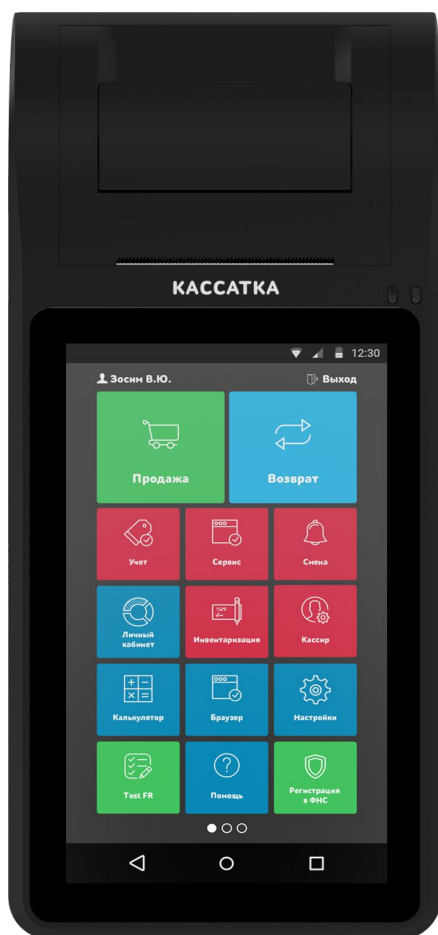 КАССАТКА
12:30
Зосим В.Ю.
Выход
Продажа
Возврат
Учет
Сервис
Смена
Личный
кабинет
Инвентаризация
Кассир
Калькулятор
Браузер
Настройки
Test FR
Помощь
Регистрация
в ФНС